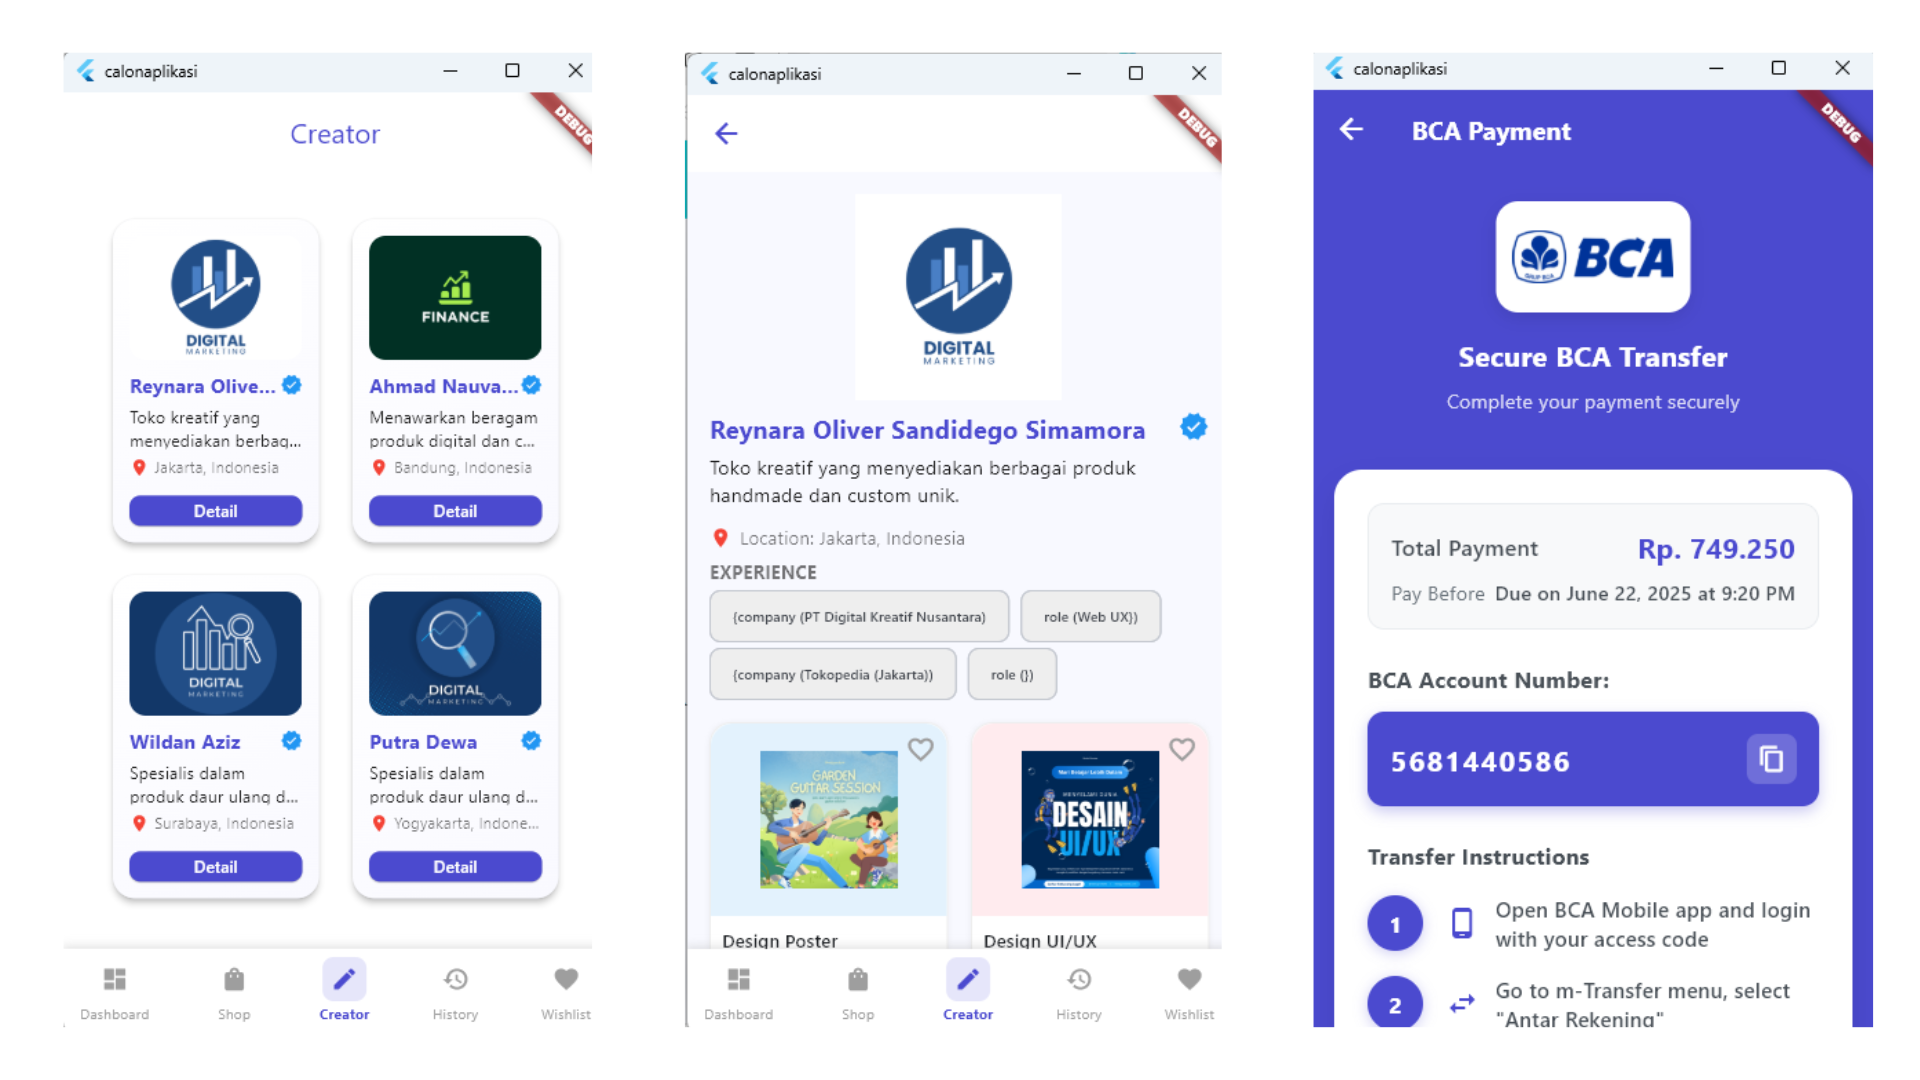 calonaplikasi
DEBUG
Creator
DIGITAL
MARKETING
Reynara Olive...
Toko kreatif yang
menyediakan berbag...
Jakarta, Indonesia
Detail
FINANCE
Ahmad Nauva...
Menawarkan beragam
produk digital dan c...
Bandung, Indonesia
Detail
DIGITAL
MARKETING
Wildan Aziz
Spesialis dalam
produk daur ulang d...
Surabaya, Indonesia
Detail
DIGITAL
MARKETING
Putra Dewa
Spesialis dalam
produk daur ulang d...
Yogyakarta, Indone...
Detail
Dashboard
Shop
Creator
History
Wishlist
calonaplikasi
DEBUG
DIGITAL
MARKETING
Reynara Oliver Sandidego Simamora
Toko kreatif yang menyediakan berbagai produk
handmade dan custom unik.
Location: Jakarta, Indonesia
EXPERIENCE
{company (PT Digital Kreatif Nusantara)
role (Web UX})
{company (Tokopedia (Jakarta))
role (})
GARDEN
GUITAR SESSION
Design Poster
Mari Belajar Lebih Dalam
MENYELAMI DUNIA
DESAIN
UI/UX
Design UI/UX
Dashboard
Shop
Creator
History
Wishlist
calonaplikasi
DEBUG
BCA Payment
BCA
Secure BCA Transfer
Complete your payment securely
Total Payment
Rp. 749.250
Pay Before
Due on June 22, 2025 at 9:20 PM
BCA Account Number:
5681440586
Transfer Instructions
1
Open BCA Mobile app and login
with your access code
2
Go to m-Transfer menu, select
"Antar Rekening"